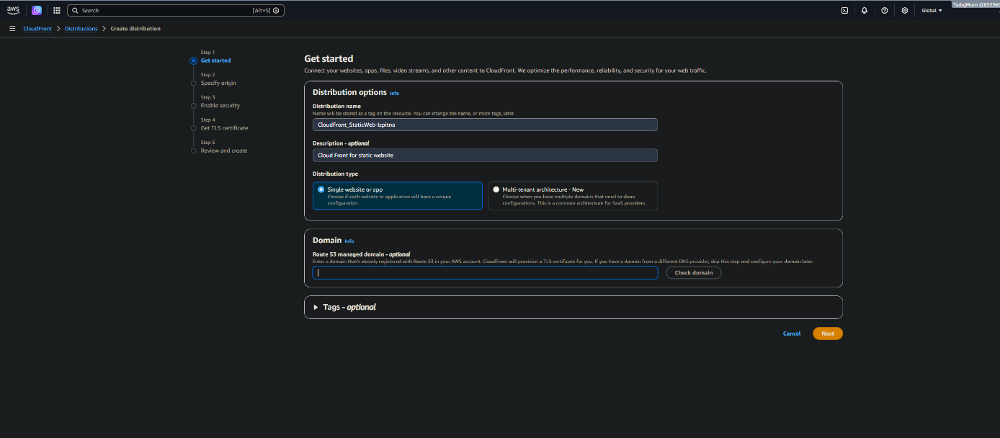 aws
Search [Alt+S]
Global
TadejMurn (2832360
CloudFront > Distributions > Create distribution
Step 1
Get started
Step 2
Specify origin
Step 3
Enable security
Step 4
Get TLS certificate
Step 5
Review and create
Get started
Connect your websites, apps, files, video streams, and other content to CloudFront. We optimize the performance, reliability, and security for your web traffic.
Distribution options Info
Distribution name
Name will be stored as a tag on the resource. You can change the name, or more tags, later.
CloudFront_StaticWeb-Izpitna
Description - optional
Cloud Front for static website
Distribution type
Single website or app
Choose if each website or application will have a unique
configuration.
Multi-tenant architecture - New
Choose when you have multiple domains that need to share
configurations. This is a common architecture for SaaS providers.
Domain Info
Route 53 managed domain - optional
Enter a domain that's already registered with Route 53 in your AWS account. CloudFront will provision a TLS certificate for you. If you have a domain from a different DNS provider, skip this step and configure your domain later.
Check domain
Tags - optional
Cancel
Next